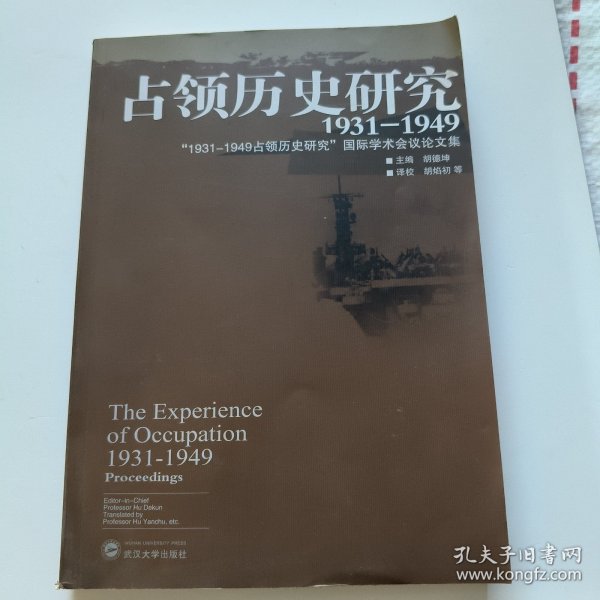 占领历史研究
1931-1949
“1931-1949占领历史研究”国际学术会议论文集
■ 主编 胡德坤
■ 译校 胡焰初 等
The Experience
of Occupation
1931-1949
Proceedings
Editor-in-Chief
Professor Hu Dekun
Translated by
Professor Hu Yanchu, etc.
WUHAN UNIVERSITY PRESS
武汉大学出版社
孔夫子旧书网
www.kongfz.com